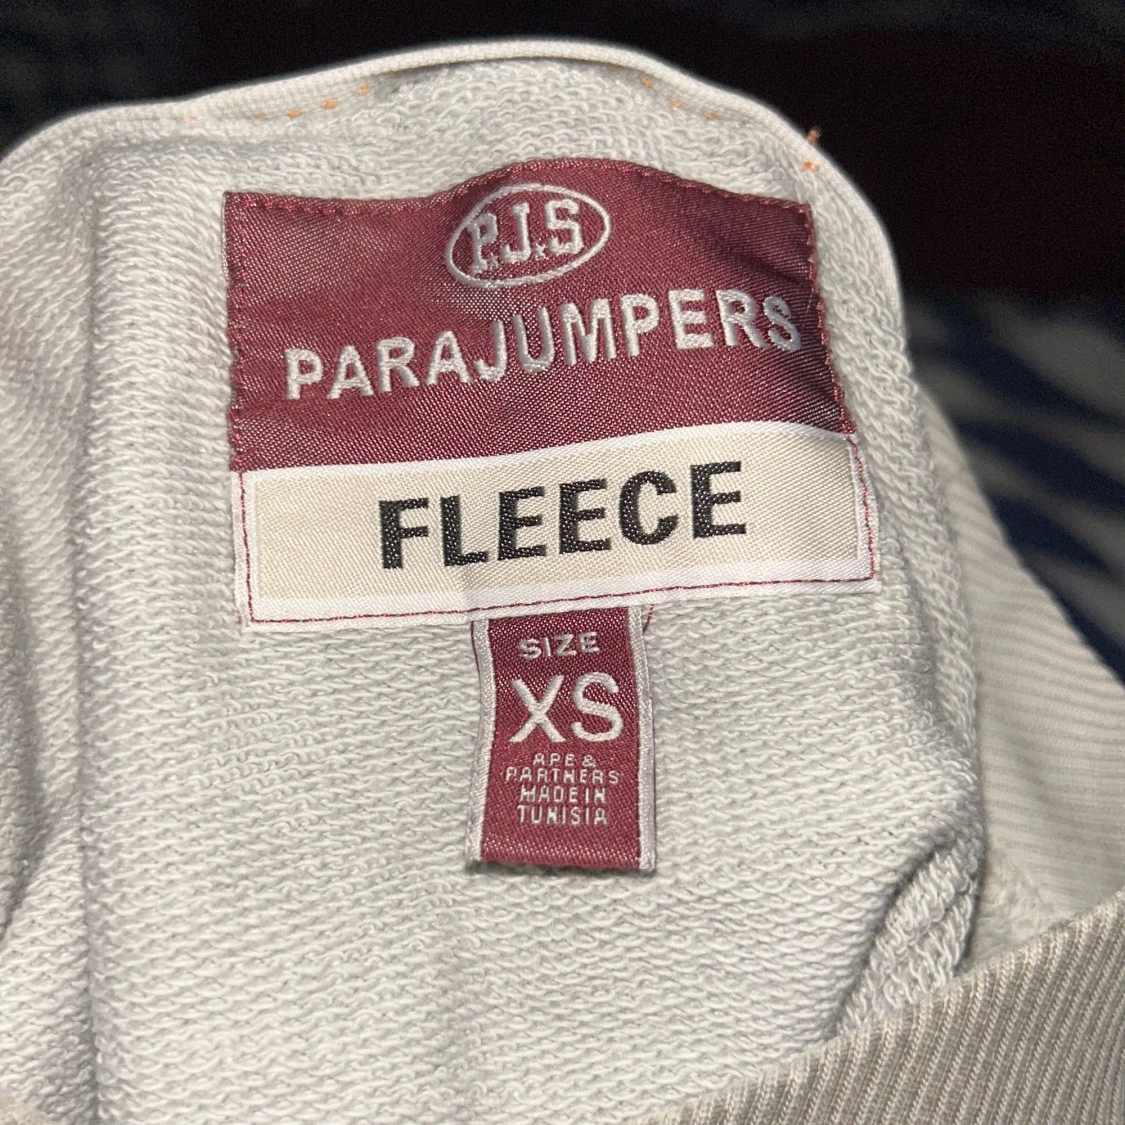 P.J.S
PARAJUMPERS
FLEECE
SIZE
XS
APE &
PARTNERS
MADE IN
TUNISIA